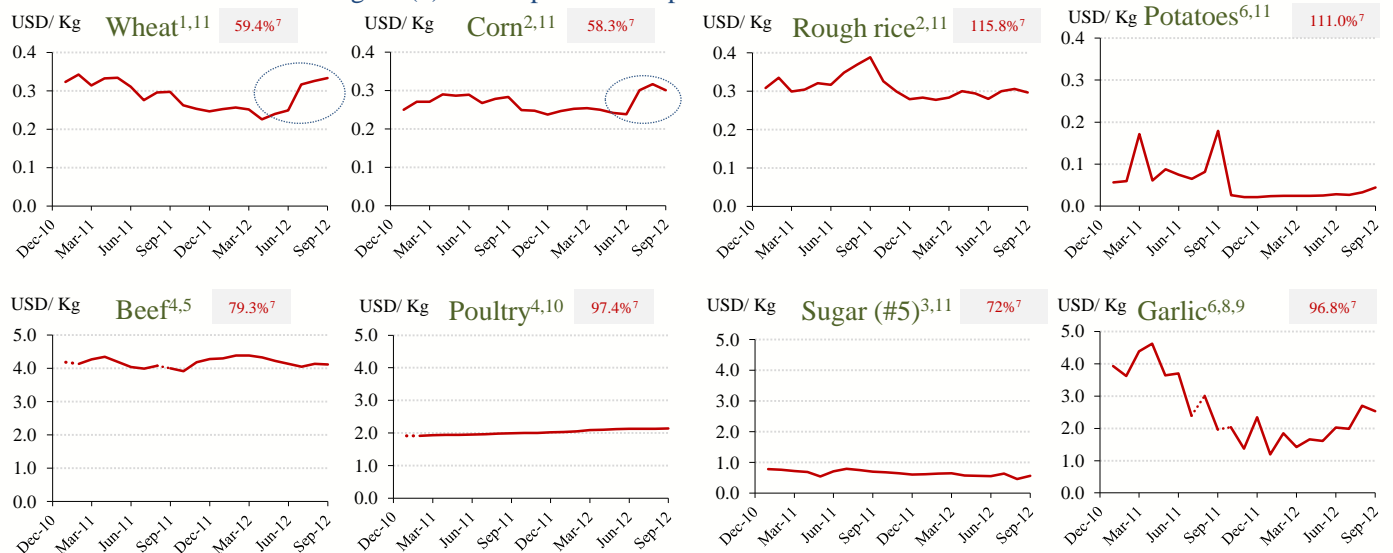 USD/ Kg Wheat1,11 59.4%7
0.4
0.3
0.2
0.1
0.0
Dec-10 Mar-11 Jun-11 Sep-11 Dec-11 Mar-12 Jun-12 Sep-12
USD/ Kg Corn2,11 58.3%7
0.4
0.3
0.2
0.1
0.0
Dec-10 Mar-11 Jun-11 Sep-11 Dec-11 Mar-12 Jun-12 Sep-12
USD/ Kg Rough rice2,11 115.8%7
0.4
0.3
0.2
0.1
0.0
Dec-10 Mar-11 Jun-11 Sep-11 Dec-11 Mar-12 Jun-12 Sep-12
USD/ Kg Potatoes6,11 111.0%7
0.4
0.3
0.2
0.1
0.0
Dec-10 Mar-11 Jun-11 Sep-11 Dec-11 Mar-12 Jun-12 Sep-12
USD/ Kg Beef4,5 79.3%7
5.0
4.0
3.0
2.0
1.0
0.0
Dec-10 Mar-11 Jun-11 Sep-11 Dec-11 Mar-12 Jun-12 Sep-12
USD/ Kg Poultry4,10 97.4%7
5.0
4.0
3.0
2.0
1.0
0.0
Dec-10 Mar-11 Jun-11 Sep-11 Dec-11 Mar-12 Jun-12 Sep-12
USD/ Kg Sugar (#5)3,11 72%7
5.0
4.0
3.0
2.0
1.0
0.0
Dec-10 Mar-11 Jun-11 Sep-11 Dec-11 Mar-12 Jun-12 Sep-12
USD/ Kg Garlic6,8,9 96.8%7
5.0
4.0
3.0
2.0
1.0
0.0
Dec-10 Mar-11 Jun-11 Sep-11 Dec-11 Mar-12 Jun-12 Sep-12